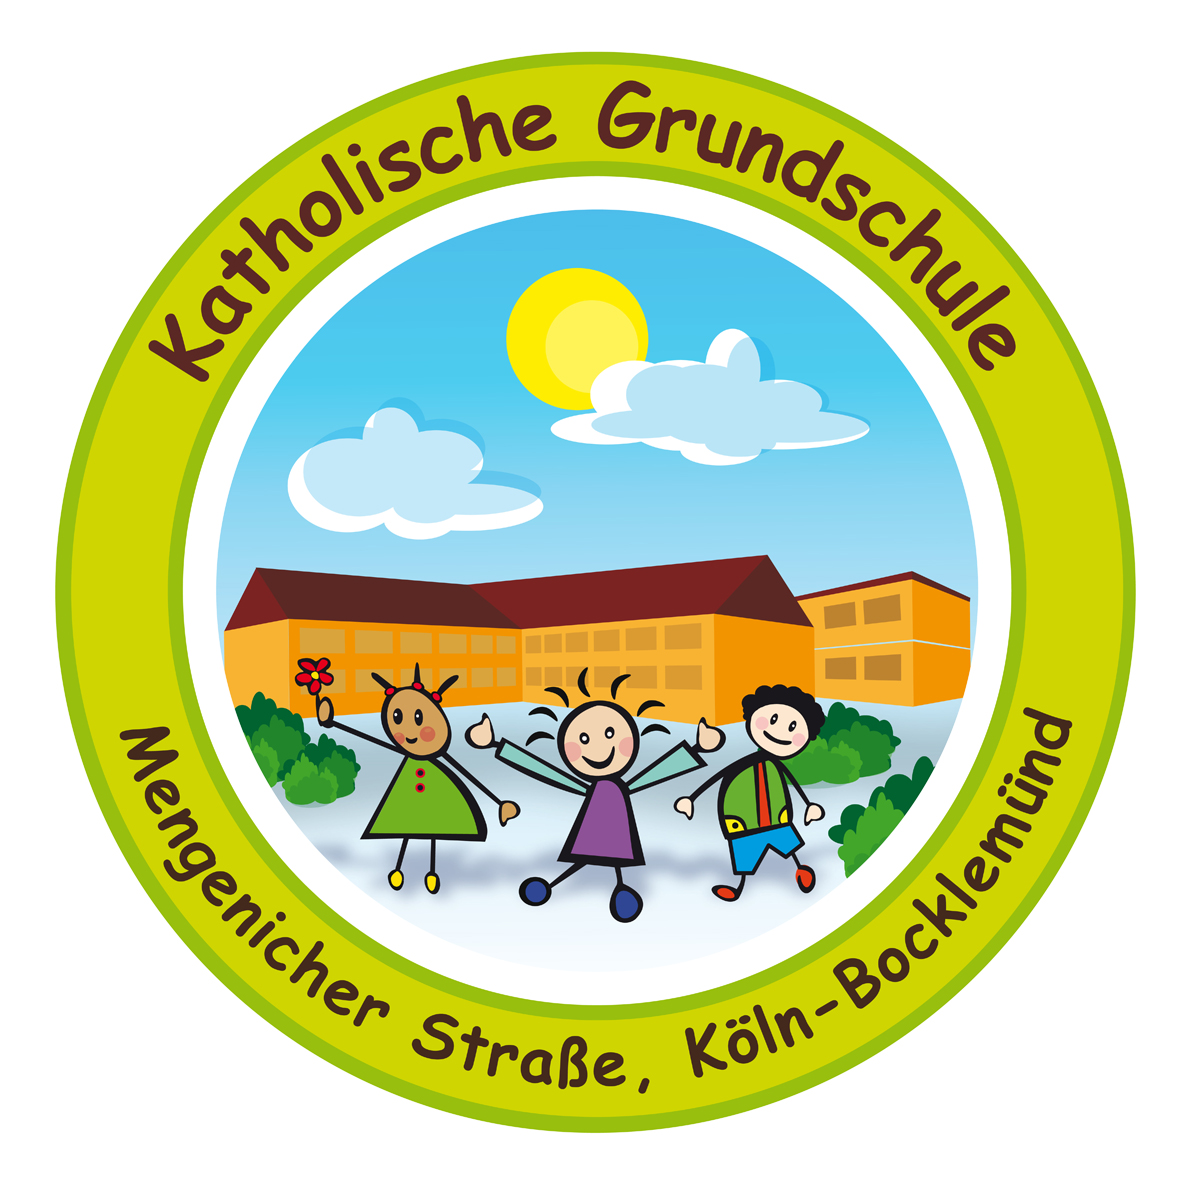 Katholische Grundschule
Mengenicher Straße, Köln-Bocklemünd